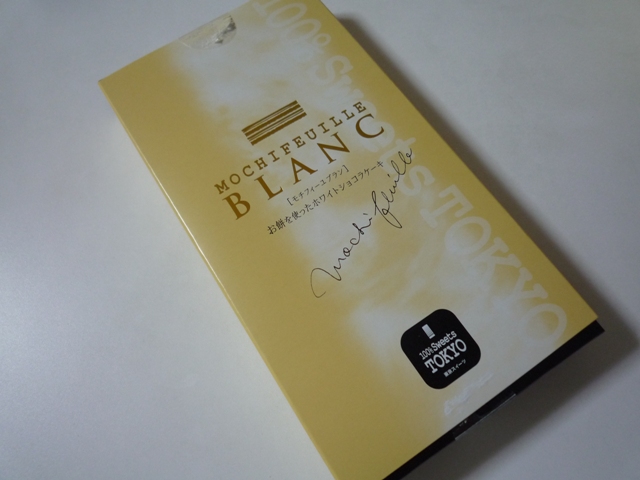 100% Sweets TOKYO
MOCHIFEUILLE
BLANC
[モチフィーユブラン]
お餅を使ったホワイトショコラケーキ
mochifeuille
100% Sweets
TOKYO
東京スイーツ